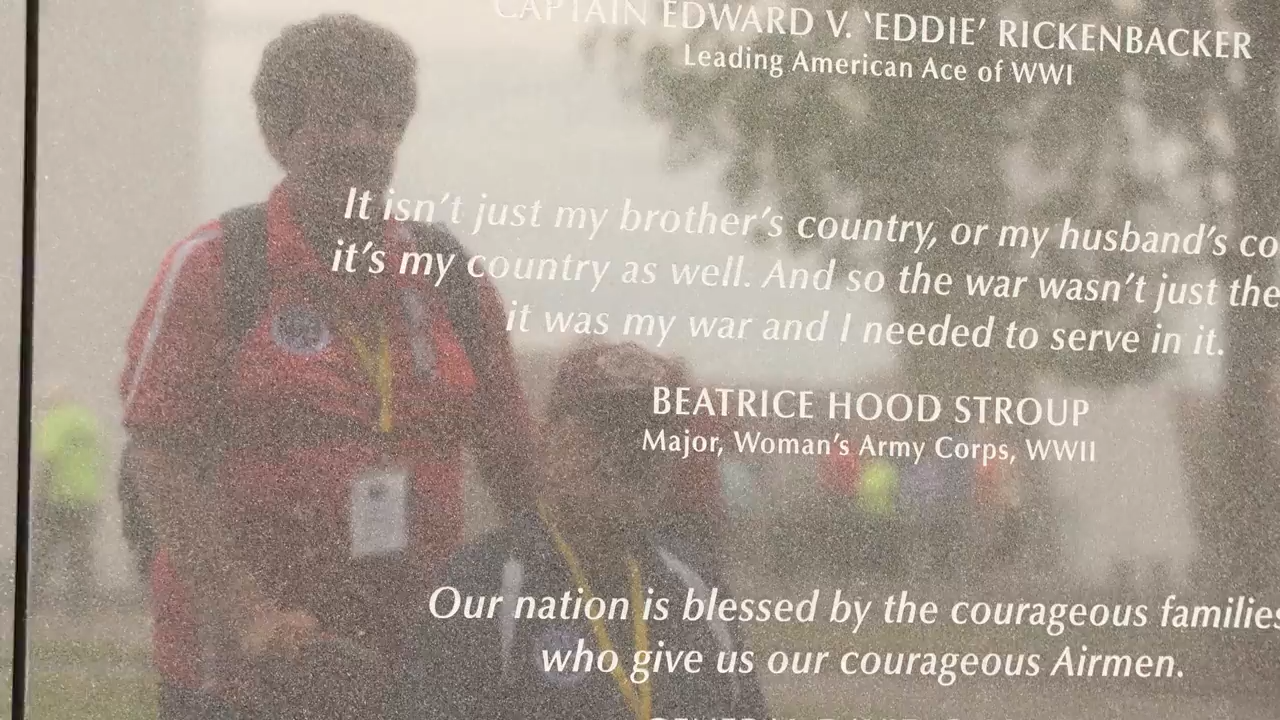 CAPTAIN EDWARD V. ‘EDDIE’ RICKENBACKER
Leading American Ace of WWI
It isn’t just my brother’s country, or my husband’s co
it’s my country as well. And so the war wasn’t just the
it was my war and I needed to serve in it.
BEATRICE HOOD STROUP
Major, Woman’s Army Corps, WWII
Our nation is blessed by the courageous families
who give us our courageous Airmen.